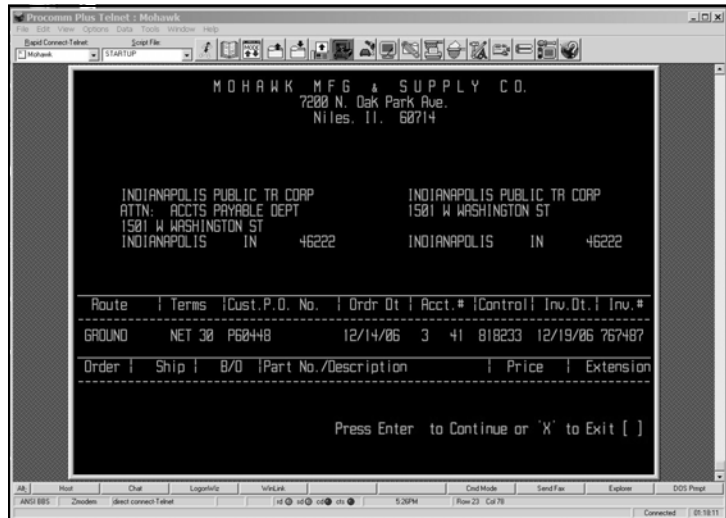 Procomm Plus Telnet : Mohawk
File Edit View Options Data Tools Window Help
Rapid Connect-Telnet: Script File:
Mohawk STARTUP
MOHAWK MFG & SUPPLY CO.
7200 N. Oak Park Ave.
Niles. Il. 60714
INDIANAPOLIS PUBLIC TR CORP INDIANAPOLIS PUBLIC TR CORP
ATTN: ACCTS PAYABLE DEPT 1501 W WASHINGTON ST
1501 W WASHINGTON ST
INDIANAPOLIS IN 46222 INDIANAPOLIS IN 46222
Route | Terms |Cust.P.O. No. | Ordr Dt | Acct.# |Control| Inv.Dt.| Inv.#
GROUND NET 30 P60448 12/14/06 3 41 818233 12/19/06 767487
Order | Ship | B/O |Part No./Description | Price | Extension
Press Enter to Continue or 'X' to Exit [ ]
Alt Host Chat LogonWiz WinLink Cmd Mode Send Fax Explorer DOS Prmpt
ANSI BBS Zmodem direct connect-Telnet rd sd cd cts 5:26PM Row 23 Col 78
Connected 01:18:11